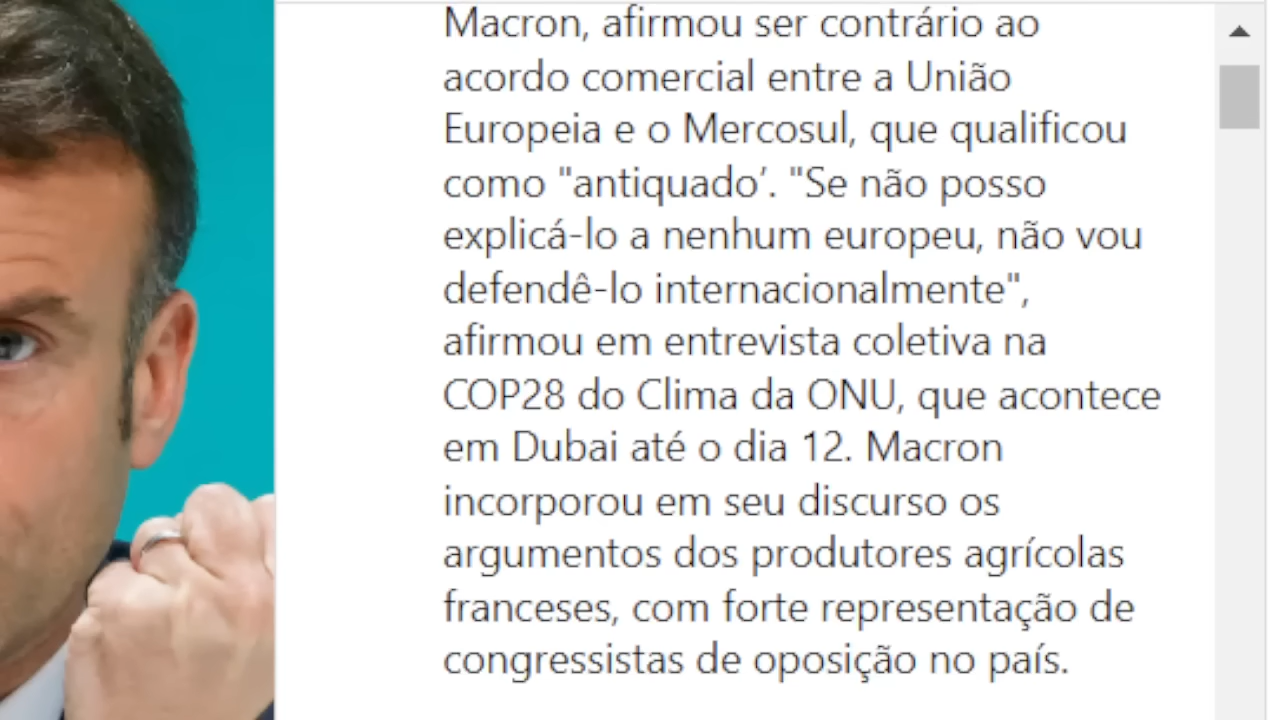 Macron, afirmou ser contrário ao
acordo comercial entre a União
Europeia e o Mercosul, que qualificou
como "antiquado’. "Se não posso
explicá-lo a nenhum europeu, não vou
defendê-lo internacionalmente",
afirmou em entrevista coletiva na
COP28 do Clima da ONU, que acontece
em Dubai até o dia 12. Macron
incorporou em seu discurso os
argumentos dos produtores agrícolas
franceses, com forte representação de
congressistas de oposição no país.